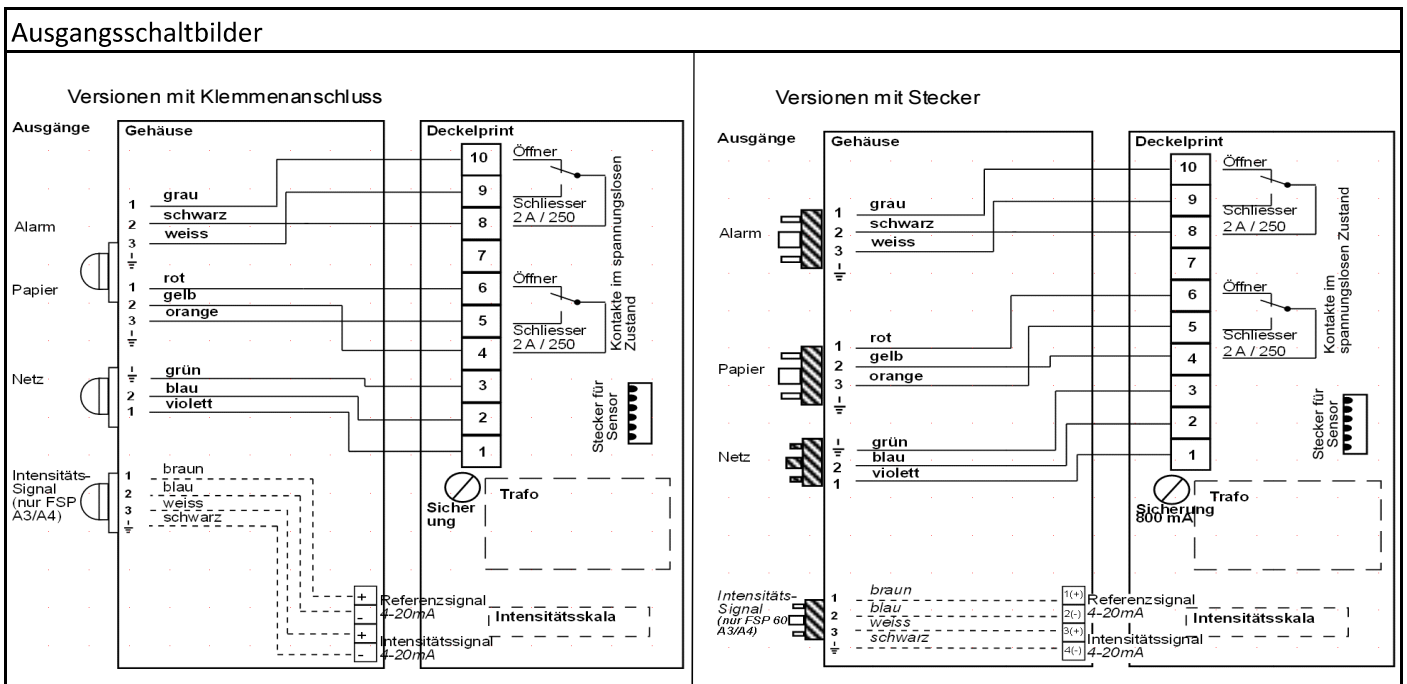 Ausgangsschaltbilder
Versionen mit Klemmenanschluss
Ausgänge
Gehäuse
Deckelprint
Alarm
1
grau
2
schwarz
3
weiss
Papier
1
rot
2
gelb
3
orange
Netz
grün
2
blau
1
violett
Intensitäts-
Signal
(nur FSP
A3/A4)
1
braun
2
blau
3
weiss
schwarz
10
9
8
7
6
5
4
3
2
1
Öffner
Schliesser
2 A / 250
Öffner
Schliesser
2 A / 250
Kontakte im spannungslosen
Zustand
Stecker für
Sensor
Sicher
ung
Trafo
+
-
+
-
Referenzsignal
4-20mA
Intensitätssignal
4-20mA
Intensitätsskala
Versionen mit Stecker
Ausgänge
Gehäuse
Deckelprint
Alarm
1
grau
2
schwarz
3
weiss
Papier
1
rot
2
gelb
3
orange
Netz
grün
2
blau
1
violett
Intensitäts-
Signal
(nur FSP 60
A3/A4)
1
braun
2
blau
3
weiss
schwarz
10
9
8
7
6
5
4
3
2
1
Öffner
Schliesser
2 A / 250
Öffner
Schliesser
2 A / 250
Kontakte im
spannungslosen Zustand
Stecker für
Sensor
Sicherung
800 mA
Trafo
1(+)
2(-)
3(+)
4(-)
Referenzsignal
4-20mA
Intensitätssignal
4-20mA
Intensitätsskala